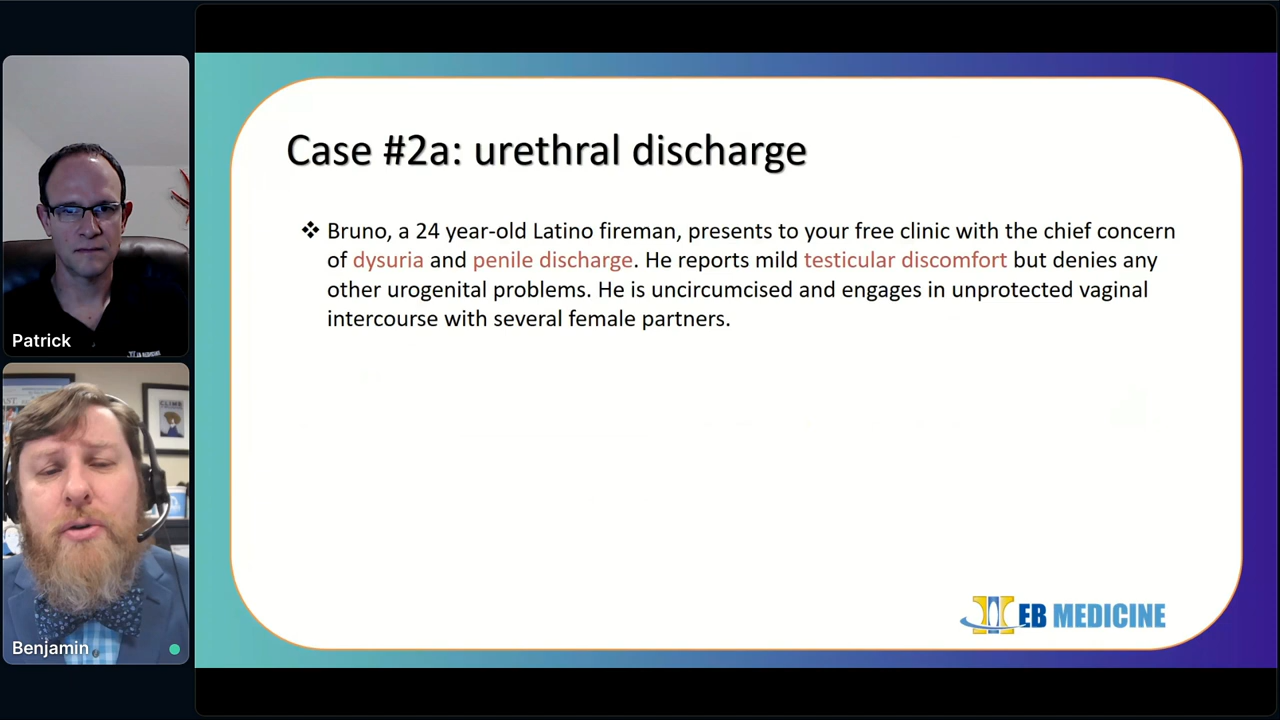 Case #2a: urethral discharge
❖ Bruno, a 24 year-old Latino fireman, presents to your free clinic with the chief concern
of dysuria and penile discharge. He reports mild testicular discomfort but denies any
other urogenital problems. He is uncircumcised and engages in unprotected vaginal
intercourse with several female partners.
Patrick
Benjamin
EB MEDICINE